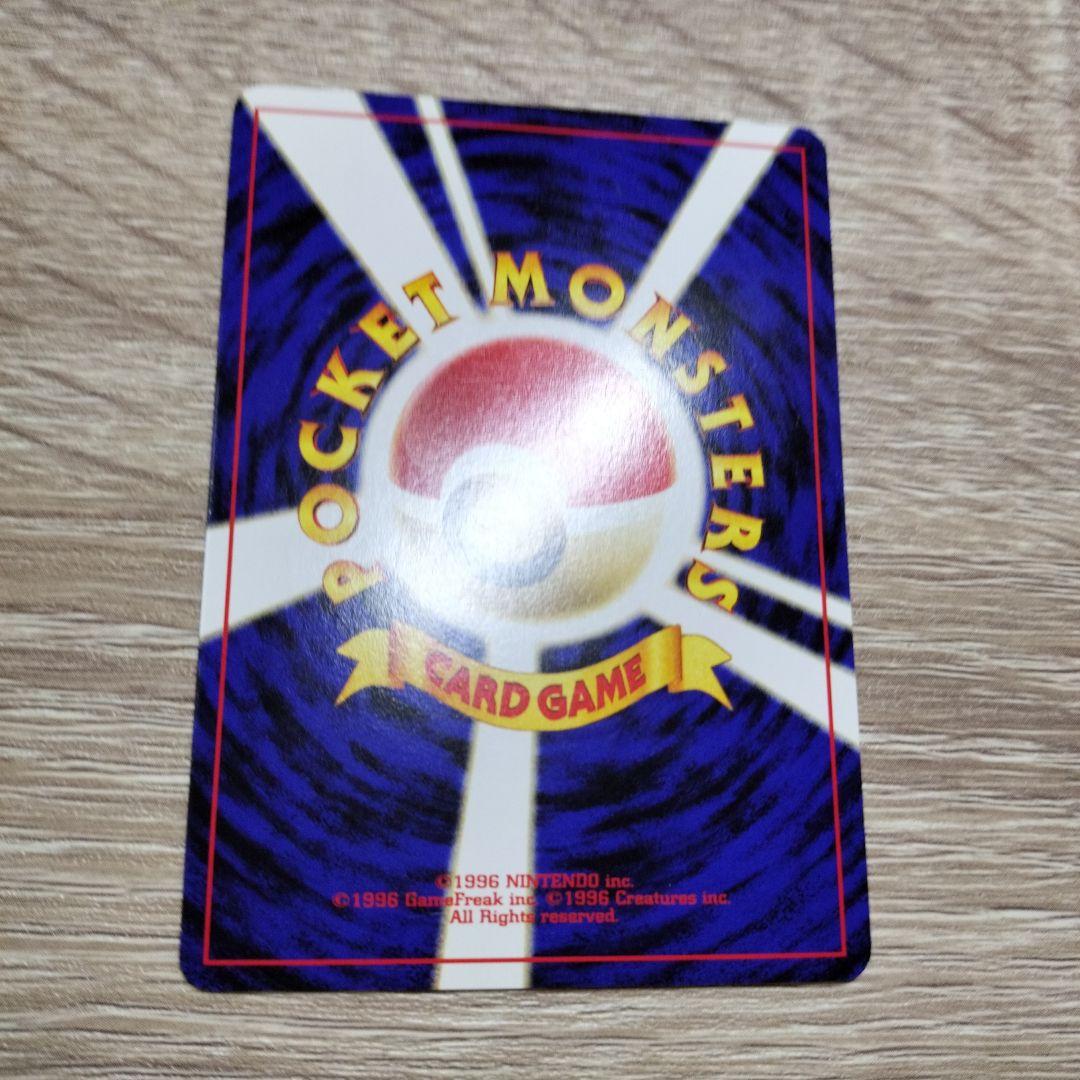 POCKET MONSTERS
CARD GAME
©1996 NINTENDO inc.
©1996 GameFreak inc. ©1996 Creatures inc.
All Rights reserved.